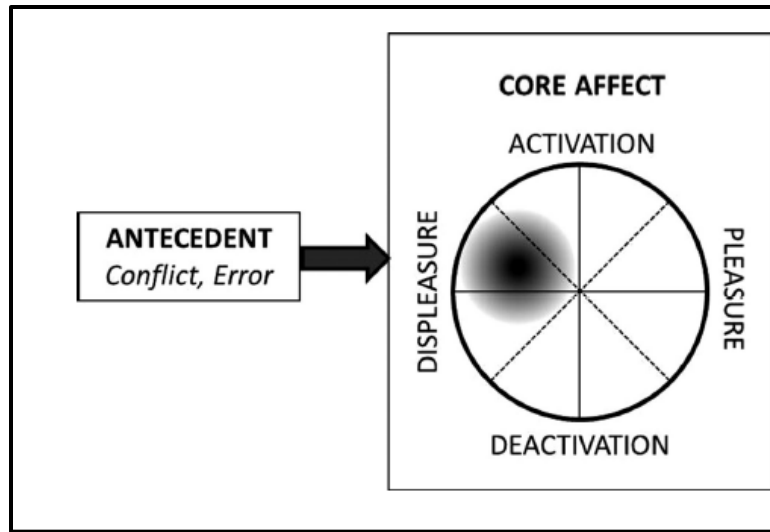 CORE AFFECT
ACTIVATION
DISPLEASURE
PLEASURE
DEACTIVATION
ANTECEDENT
Conflict, Error